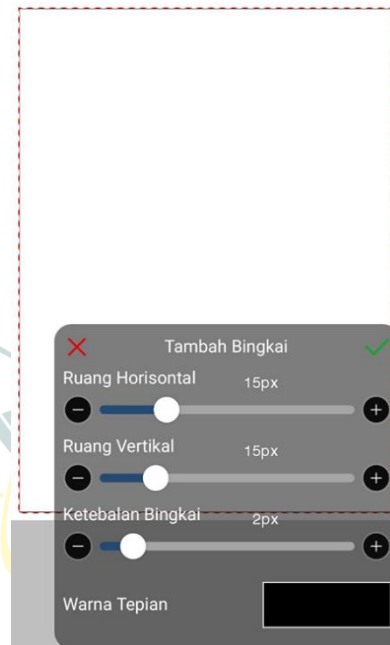 Tambah Bingkai
Ruang Horisontal 15px
Ruang Vertikal 15px
Ketebalan Bingkai 2px
Warna Tepian